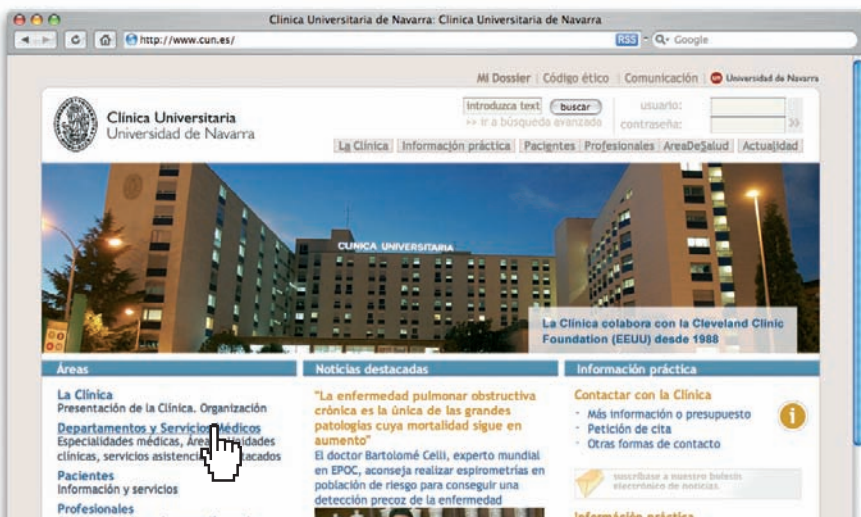 Clinica Universitaria de Navarra: Clinica Universitaria de Navarra
http://www.cun.es/
RSS
Google
Mi Dossier
Código ético
Comunicación
Universidad de Navarra
Clínica Universitaria
Universidad de Navarra
introduzca text
buscar
usuario:
>> ir a búsqueda avanzada
contraseña:
La Clínica
Información práctica
Pacientes
Profesionales
AreaDeSalud
Actualidad
CLINICA UNIVERSITARIA
La Clínica colabora con la Cleveland Clinic
Foundation (EEUU) desde 1988
Áreas
La Clínica
Presentación de la Clínica. Organización
Departamentos y Servicios Médicos
Especialidades médicas,
clínicas, servicios
Pacientes
Información y servicios
Profesionales
Noticias destacadas
"La enfermedad pulmonar obstructiva
crónica es la única de las grandes
patologías cuya mortalidad sigue en
aumento"
El doctor Bartolomé Celli, experto mundial
en EPOC, aconseja realizar espirometrías en
población de riesgo para conseguir una
detección precoz de la enfermedad
Información práctica
Contactar con la Clínica
- Más información o presupuesto
- Petición de cita
- Otras formas de contacto
i
suscríbase a nuestro boletín
electrónico de noticias.
Información práctica